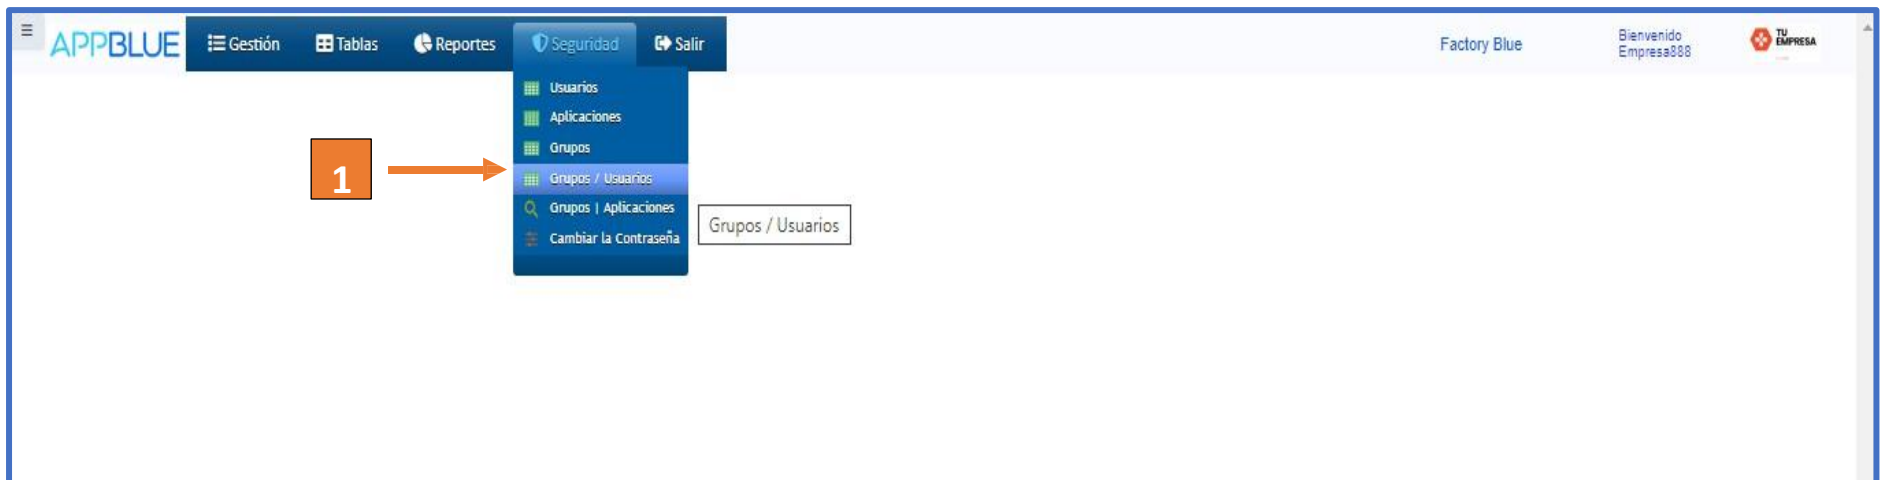 ☰ APPBLUE Gestión Tablas Reportes Seguridad Salir Factory Blue Bienvenido
Empresa888
TU
EMPRESA
Usuarios
Aplicaciones
Grupos
1
Grupos / Usuarios
Grupos | Aplicaciones
Grupos / Usuarios
Cambiar la Contraseña